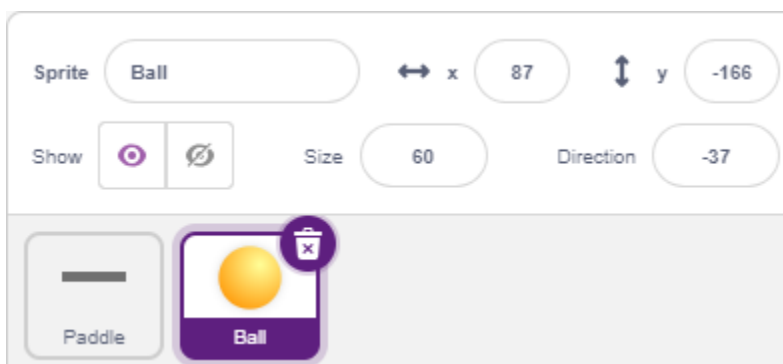 Sprite Ball x 87 y -166
Show Size 60 Direction -37
Paddle Ball